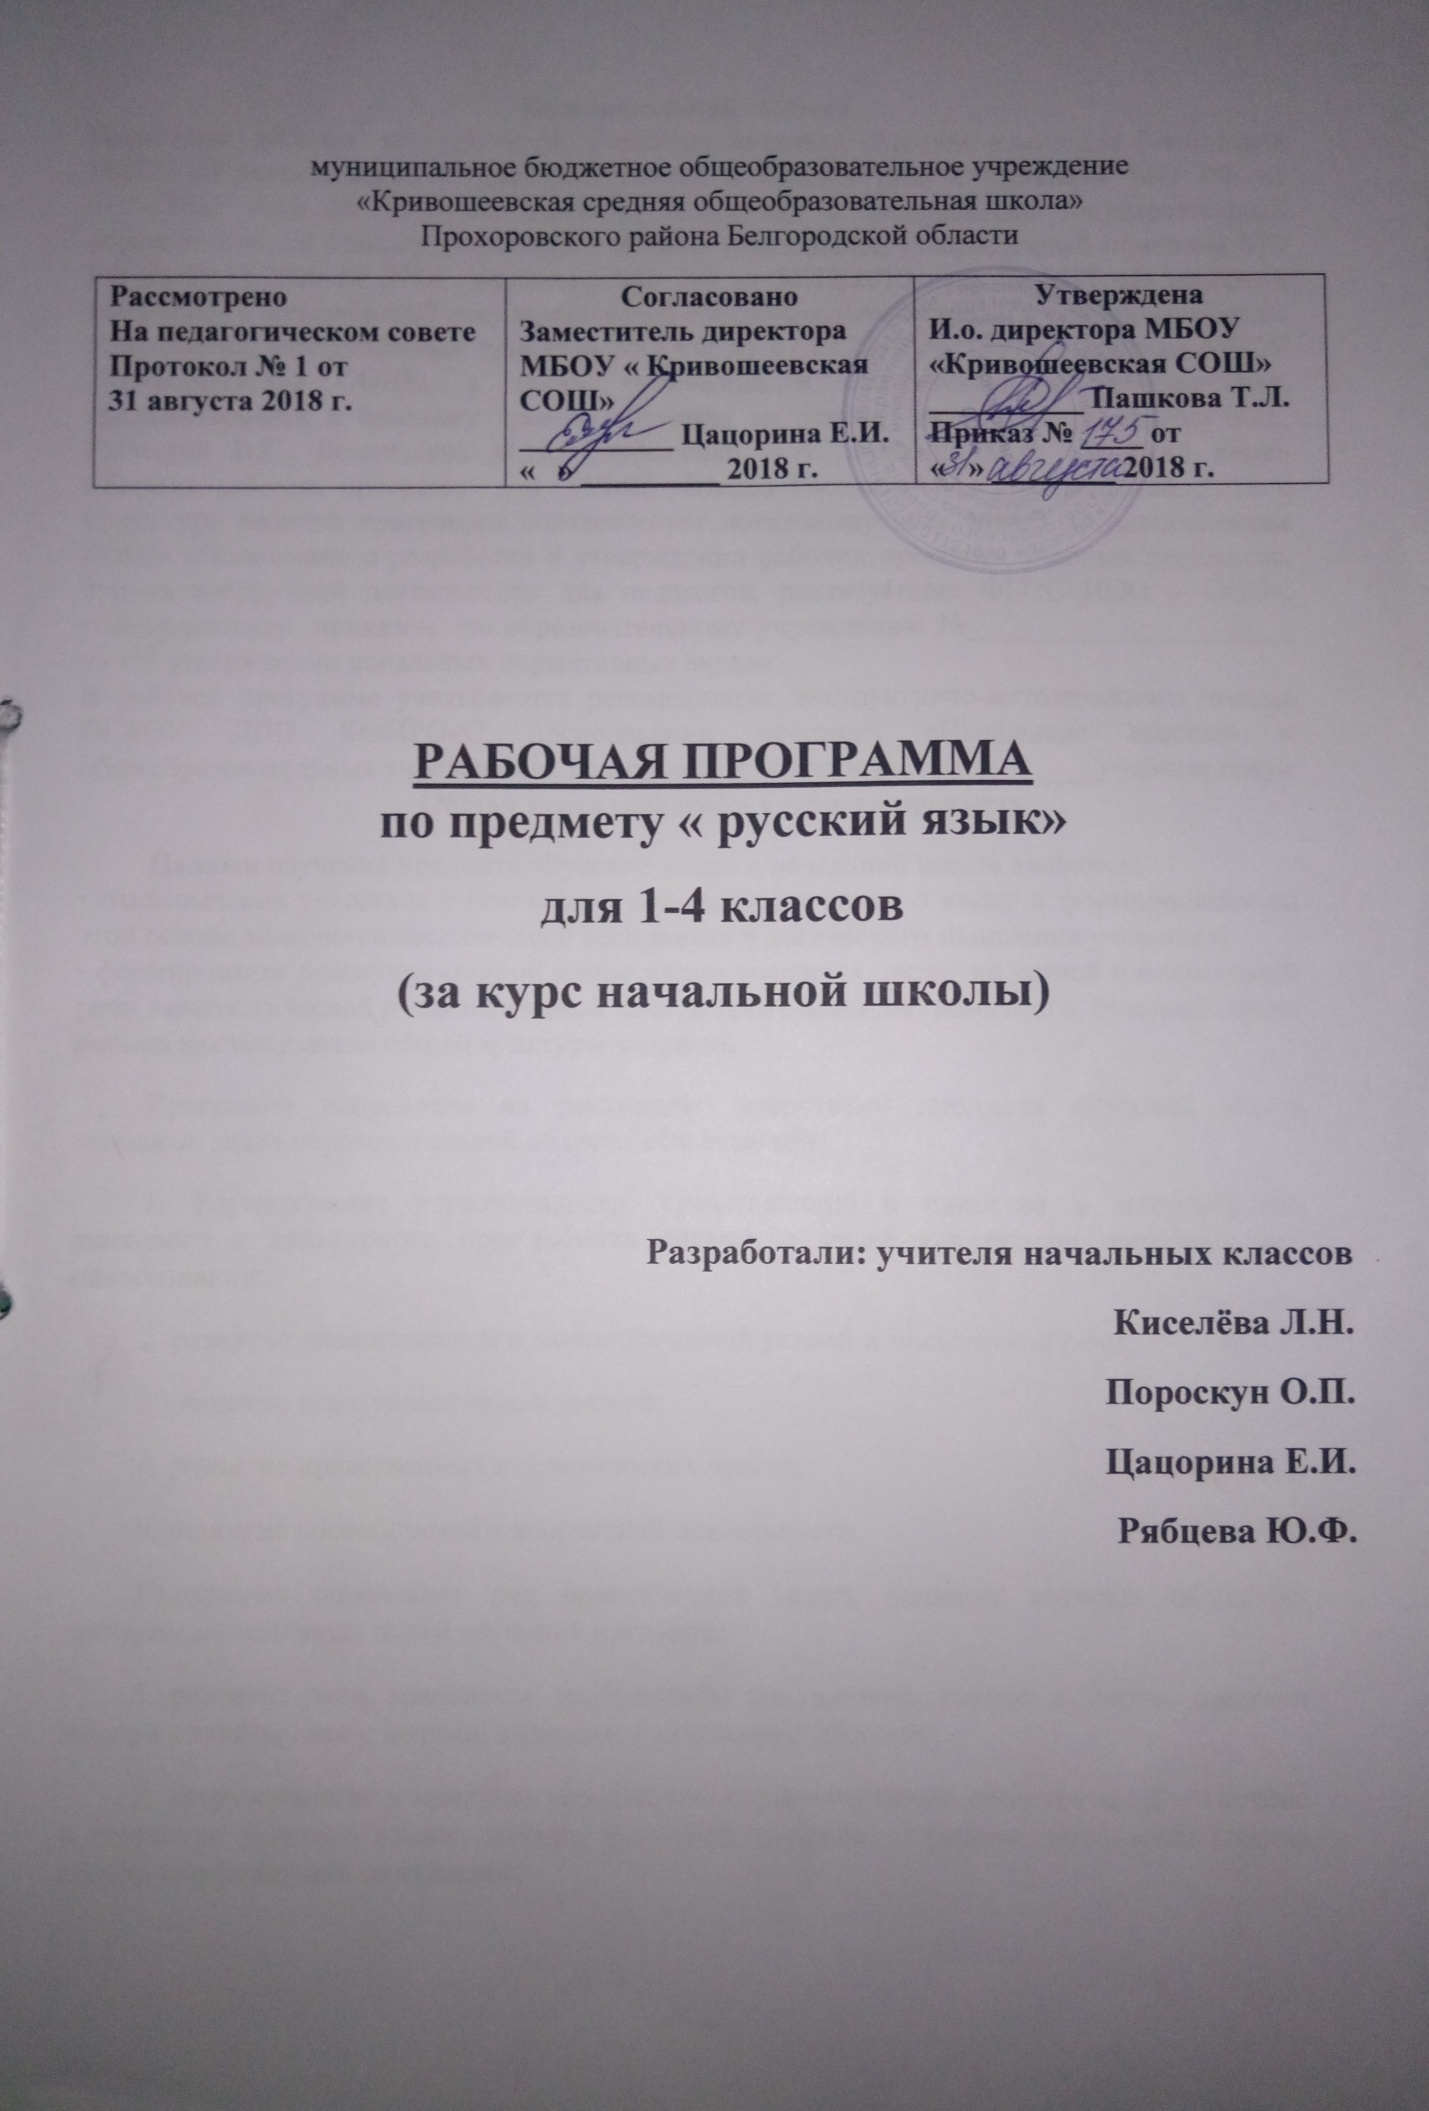 муниципальное бюджетное общеобразовательное учреждение
«Кривошеевская средняя общеобразовательная школа»
Прохоровского района Белгородской области
Рассмотрено
На педагогическом совете
Протокол № 1 от
31 августа 2018 г.
Согласовано
Заместитель директора
МБОУ « Кривошеевская
СОШ»
___________ Цацорина Е.И.
« » __________ 2018 г.
Утверждена
И.о. директора МБОУ
«Кривошеевская СОШ»
___________ Пашкова Т.Л.
Приказ № 175 от
«31» августа 2018 г.
РАБОЧАЯ ПРОГРАММА
по предмету « русский язык»
для 1-4 классов
(за курс начальной школы)
Разработали: учителя начальных классов
Киселёва Л.Н.
Пороскун О.П.
Цацорина Е.И.
Рябцева Ю.Ф.